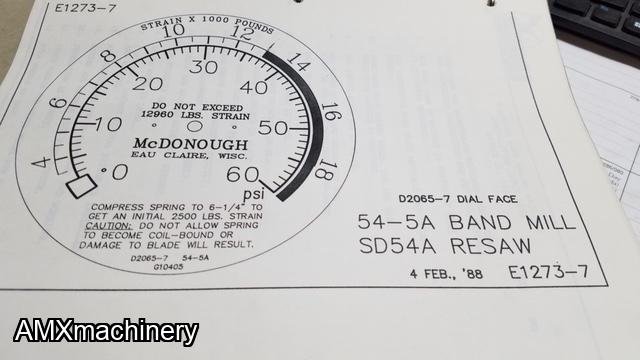 E1273-7
STRAIN X 1000 POUNDS
4 6 8 10 12 14 16 18
0 10 20 30 40 50 60
psi
DO NOT EXCEED
12960 LBS. STRAIN
McDONOUGH
EAU CLAIRE, WISC.
COMPRESS SPRING TO 6-1/4" TO
GET AN INITIAL 2500 LBS. STRAIN
CAUTION: DO NOT ALLOW SPRING
TO BECOME COIL-BOUND OR
DAMAGE TO BLADE WILL RESULT.
D2065-7 54-5A
G10405
D2065-7 DIAL FACE
54-5A BAND MILL
SD54A RESAW
4 FEB., '88 E1273-7
AMXmachinery